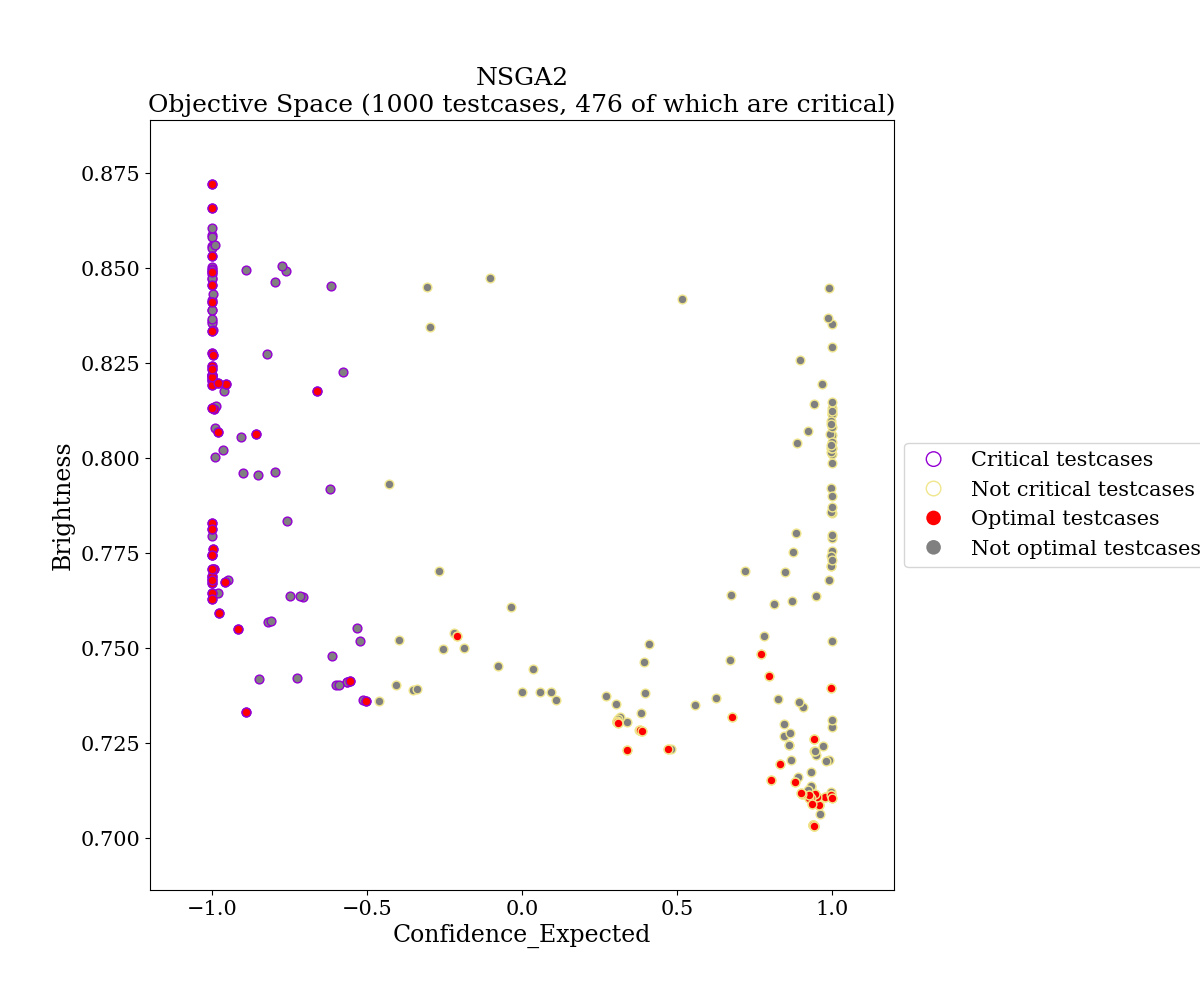 NSGA2
Objective Space (1000 testcases, 476 of which are critical)
0.875
0.850
0.825
0.800
0.775
0.750
0.725
0.700
Brightness
−1.0
−0.5
0.0
0.5
1.0
Confidence_Expected
Critical testcases
Not critical testcases
Optimal testcases
Not optimal testcases